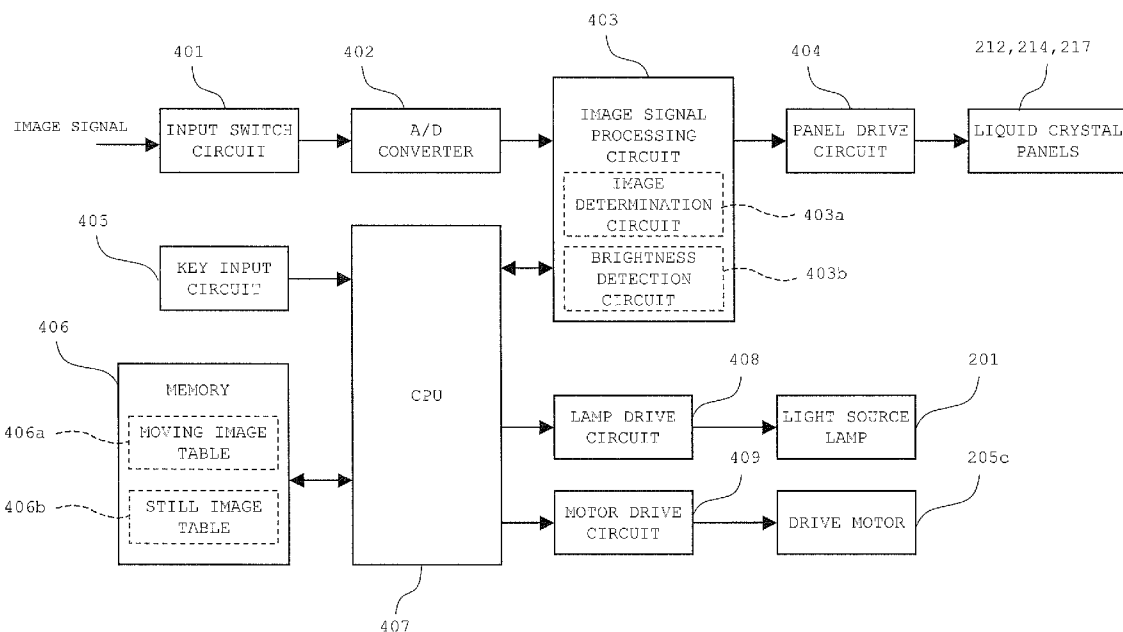 401
402
403
404
212,214,217
IMAGE SIGNAL
INPUT SWITCH
CIRCUIT
A/D
CONVERTER
IMAGE SIGNAL
PROCESSING
CIRCUIT
PANEL DRIVE
CIRCUIT
LIQUID CRYSTAL
PANELS
IMAGE
DETERMINATION
CIRCUIT
403a
405
KEY INPUT
CIRCUIT
BRIGHTNESS
DETECTION
CIRCUIT
403b
406
MEMORY
CPU
408
201
LAMP DRIVE
CIRCUIT
LIGHT SOURCE
LAMP
406a
MOVING IMAGE
TABLE
409
205c
406b
STILL IMAGE
TABLE
MOTOR DRIVE
CIRCUIT
DRIVE MOTOR
407